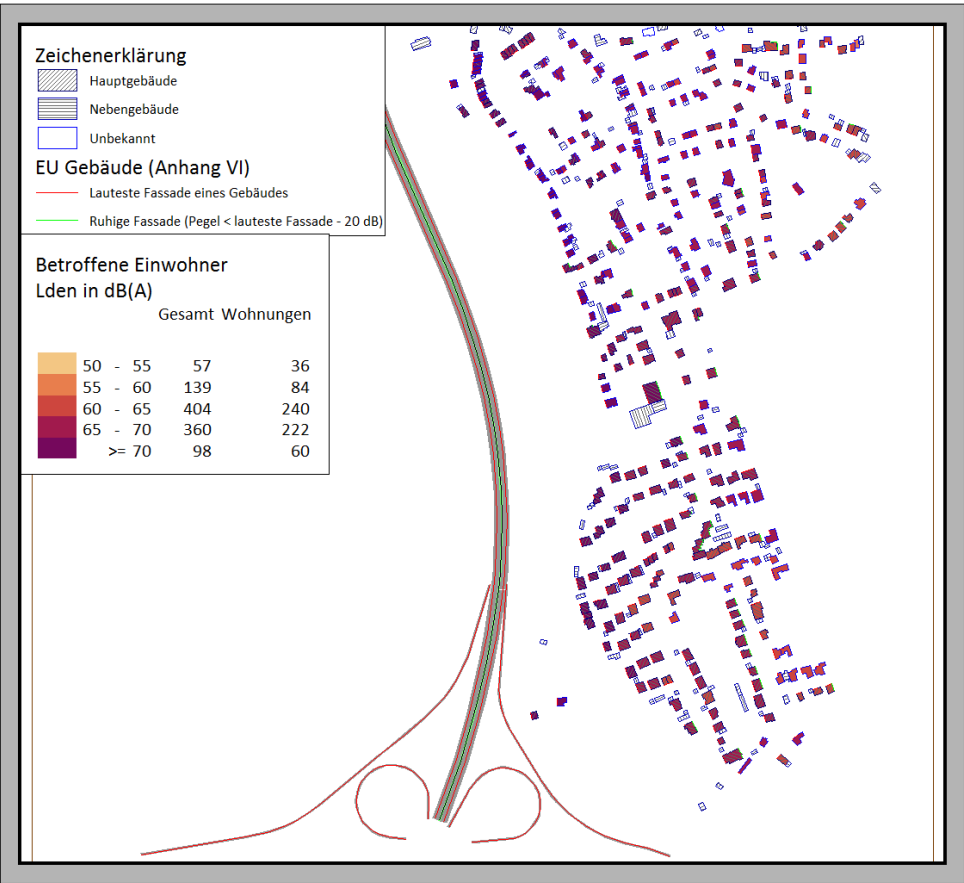 Zeichenerklärung
Hauptgebäude
Nebengebäude
Unbekannt
EU Gebäude (Anhang VI)
Lauteste Fassade eines Gebäudes
Ruhige Fassade (Pegel < lauteste Fassade - 20 dB)
Betroffene Einwohner
Lden in dB(A)
Gesamt Wohnungen
50 - 55 57 36
55 - 60 139 84
60 - 65 404 240
65 - 70 360 222
>= 70 98 60